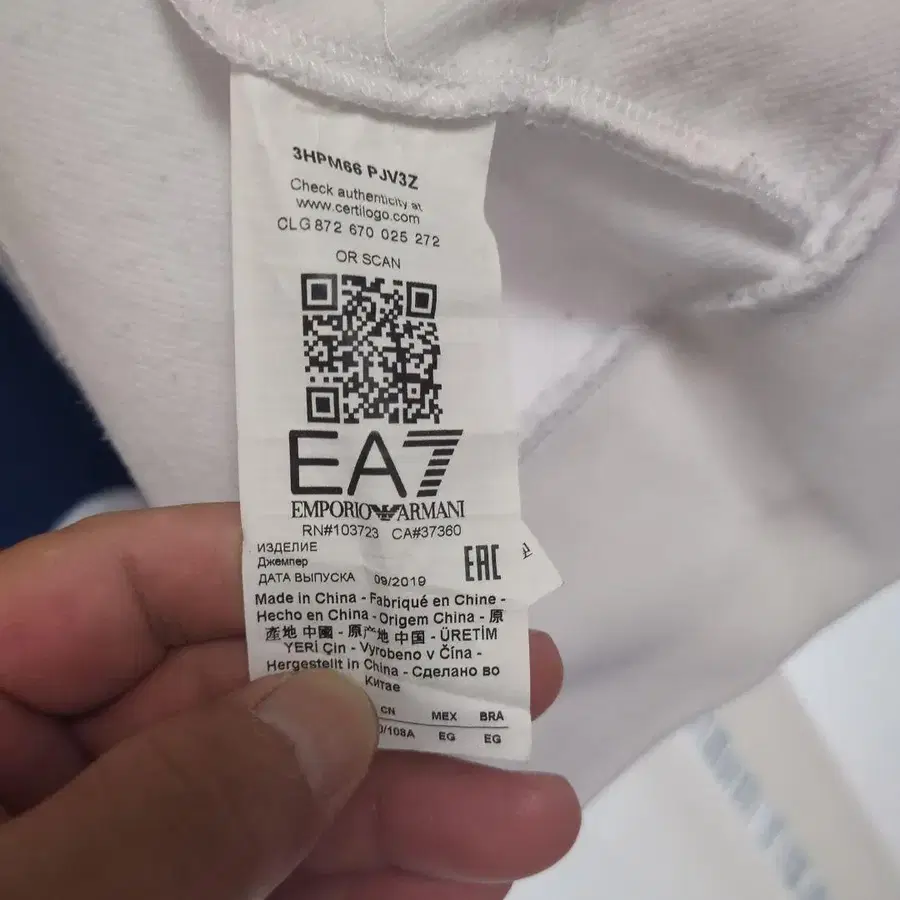 3HPM66 PJV3Z
Check authenticity at
www.certilogo.com
CLG 872 670 025 272
OR SCAN
EA7
EMPORIO ARMANI
RN#103723 CA#37360
ИЗДЕЛИЕ
Джемпер
ДАТА ВЫПУСКА 09/2019
EAC
Made in China - Fabriqué en Chine -
Hecho en China - Origem China - 原
產地 中國 - 原产地 中国 - ÜRETİM
YERİ Çin - Vyrobeno v Čína -
Hergestellt in China - Сделано во
Китае
CN MEX BRA
/108A EG EG